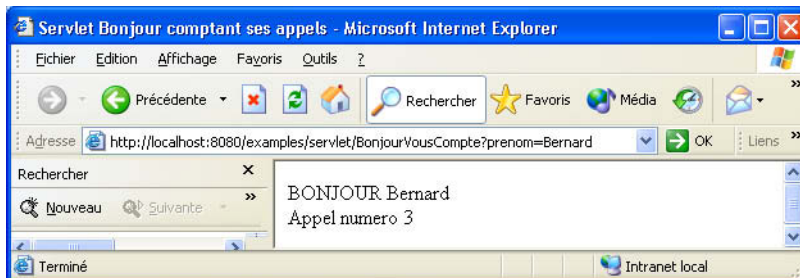 Servlet Bonjour comptant ses appels - Microsoft Internet Explorer
Fichier Edition Affichage Favoris Outils ?
Précédente Rechercher Favoris Média »
Adresse http://localhost:8080/examples/servlet/BonjourVousCompte?prenom=Bernard OK Liens »
Rechercher
Nouveau Suivante »
BONJOUR Bernard
Appel numero 3
Terminé Intranet local